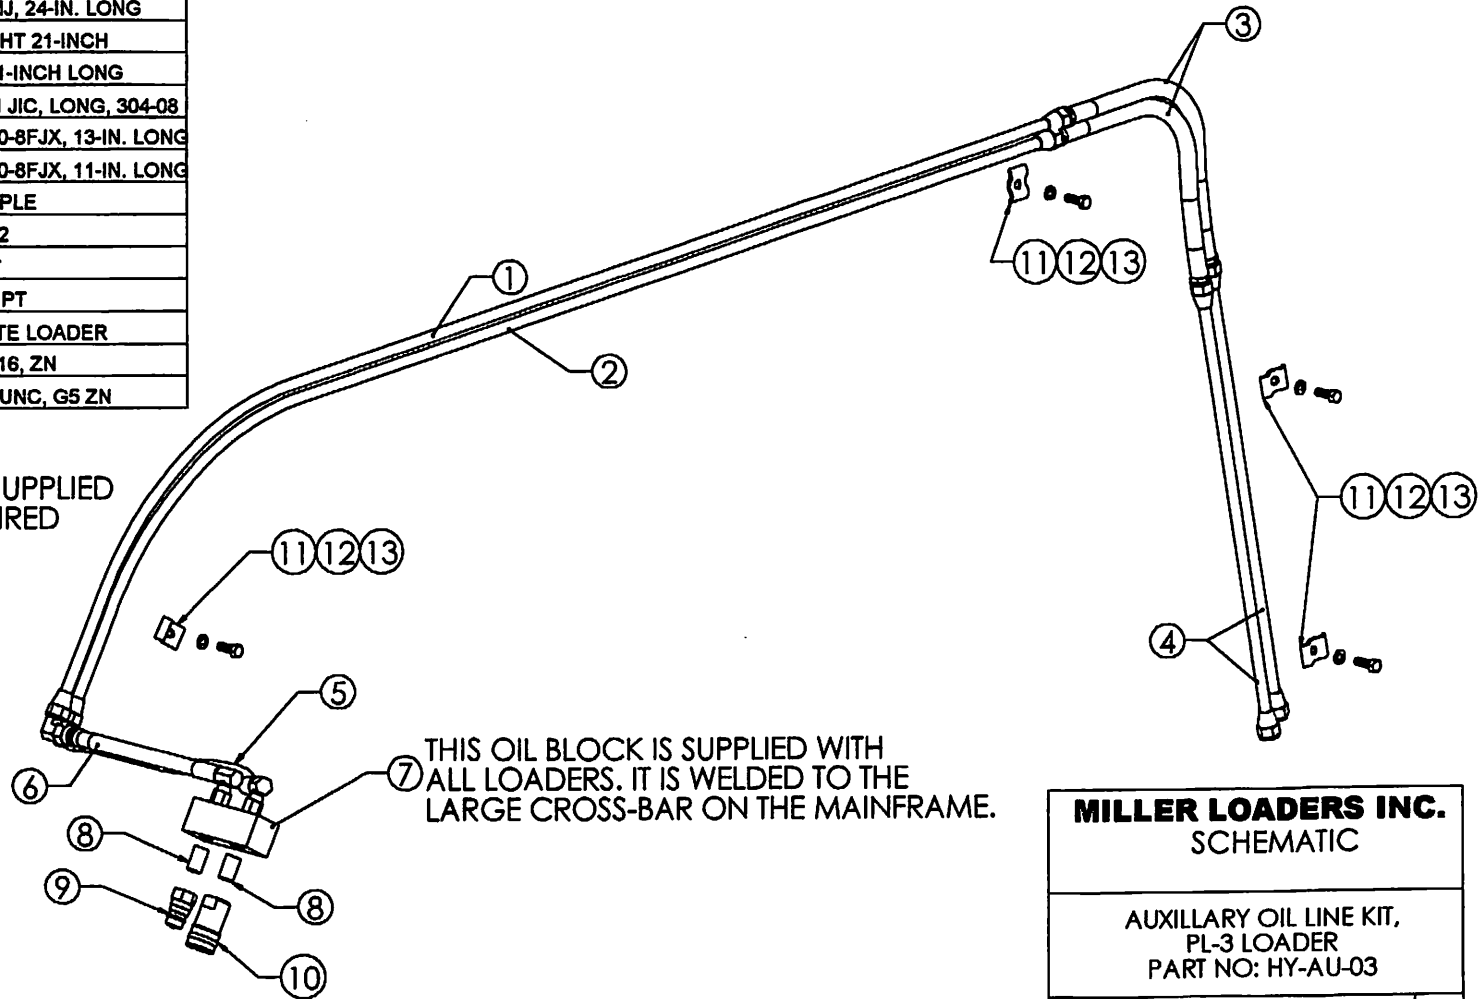 IJ, 24-IN. LONG
HT 21-INCH
1-INCH LONG
JIC, LONG, 304-08
0-8FJX, 13-IN. LONG
0-8FJX, 11-IN. LONG
PLE
2
PT
TE LOADER
16, ZN
UNC, G5 ZN
UPPLIED
IRED
3
11 12 13
1
2
11 12 13
11 12 13
4
5
6
7 THIS OIL BLOCK IS SUPPLIED WITH
ALL LOADERS. IT IS WELDED TO THE
LARGE CROSS-BAR ON THE MAINFRAME.
8
9
8
10
MILLER LOADERS INC.
SCHEMATIC
AUXILLARY OIL LINE KIT,
PL-3 LOADER
PART NO: HY-AU-03